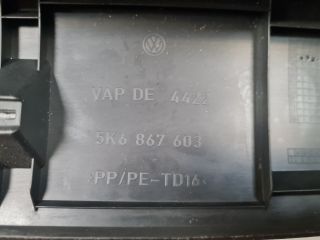 VAP DE 4422
5K6 867 603
>PP/PE-TD16<